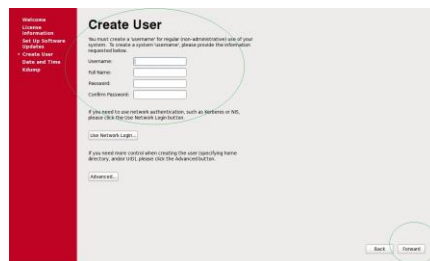 Welcome
License
Information
Set Up Software
Updates
Create User
Date and Time
Kdump
Create User
You must create a 'username' for regular (non-administrative) use of your
system. To create a system 'username', please provide the information
requested below.
Username:
Full Name:
Password:
Confirm Password:
If you need to use network authentication, such as Kerberos or NIS,
please click the Use Network Login button.
Use Network Login...
If you need more control when creating the user (specifying home
directory, and/or UID), please click the Advanced button.
Advanced...
Back
Forward